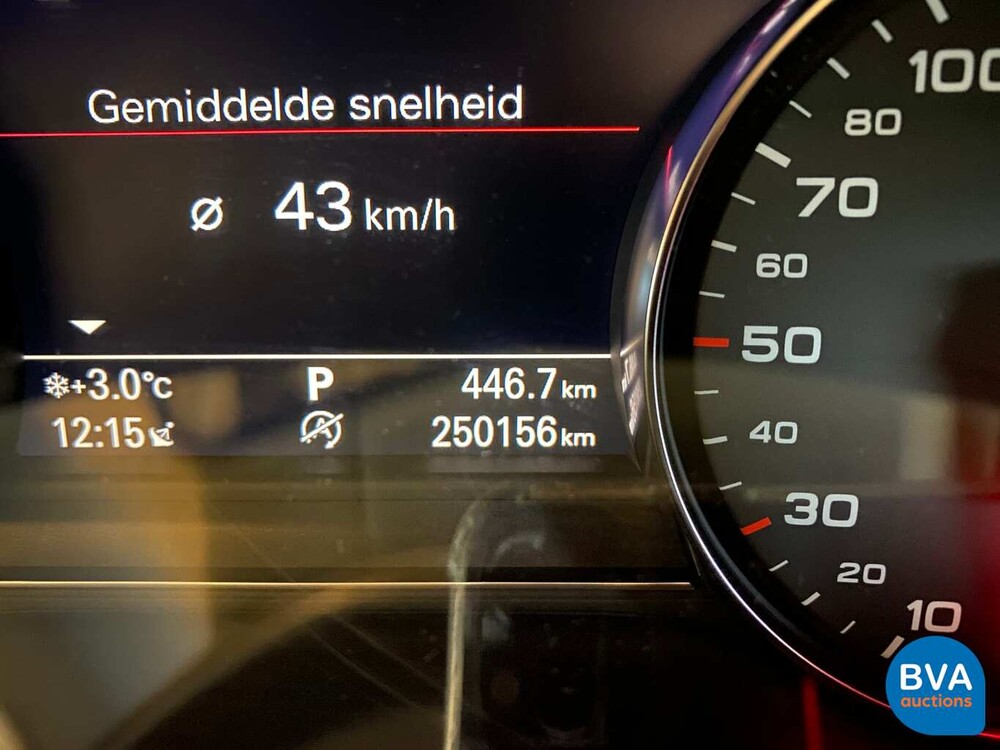 Gemiddelde snelheid
ø 43 km/h
+3.0°C P 446.7 km
12:15 A 250156 km
100
80
70
60
50
40
30
20
10
BVA
auctions